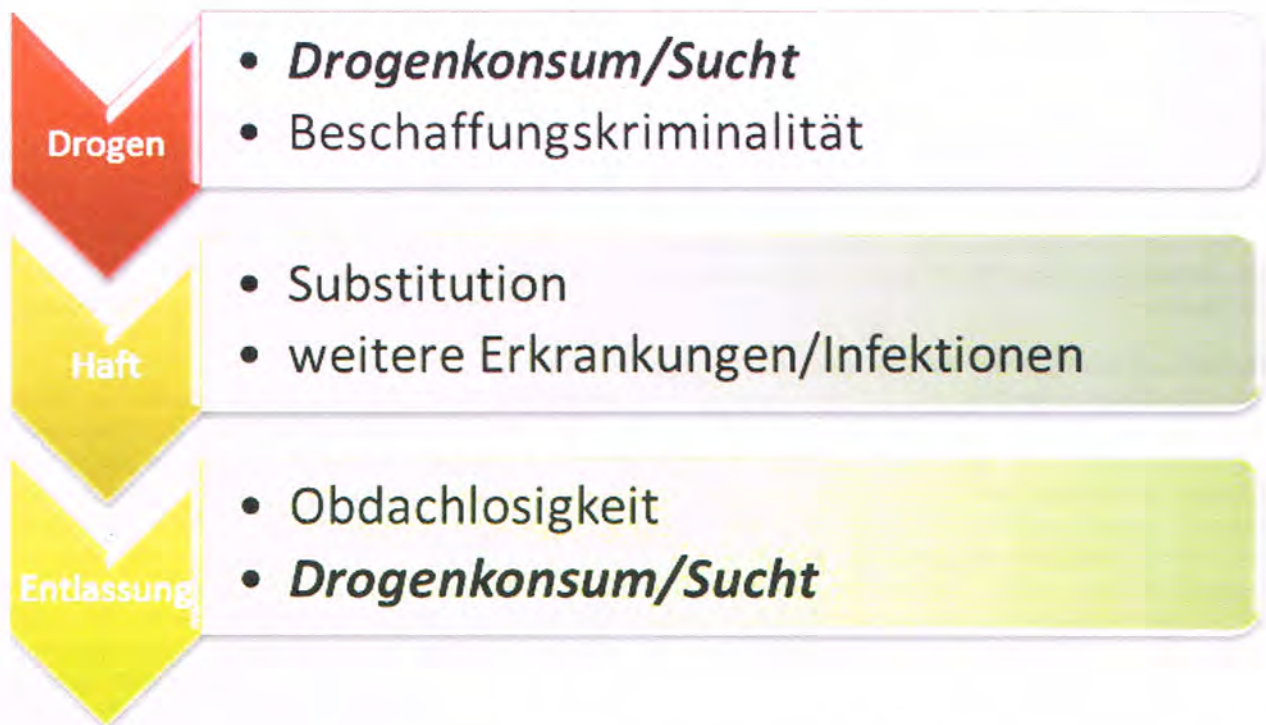 Drogen
• Drogenkonsum/Sucht
• Beschaffungskriminalität
Haft
• Substitution
• weitere Erkrankungen/Infektionen
Entlassung
• Obdachlosigkeit
• Drogenkonsum/Sucht